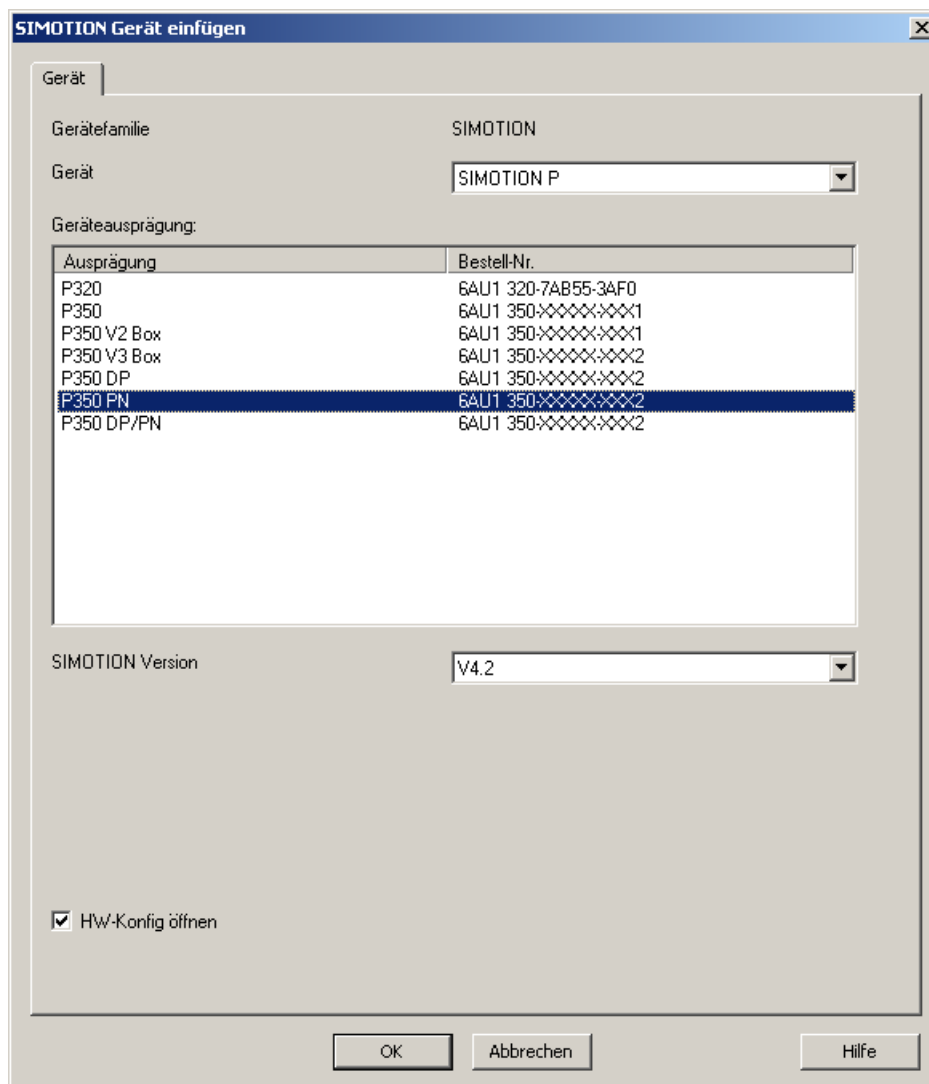 SIMOTION Gerät einfügen
Gerät
Gerätefamilie SIMOTION
Gerät SIMOTION P
Geräteausprägung:
Ausprägung Bestell-Nr.
P320 6AU1 320-7AB55-3AF0
P350 6AU1 350-XXXXX-XXX1
P350 V2 Box 6AU1 350-XXXXX-XXX1
P350 V3 Box 6AU1 350-XXXXX-XXX2
P350 DP 6AU1 350-XXXXX-XXX2
P350 PN 6AU1 350-XXXXX-XXX2
P350 DP/PN 6AU1 350-XXXXX-XXX2
SIMOTION Version V4.2
HW-Konfig öffnen
OK Abbrechen Hilfe